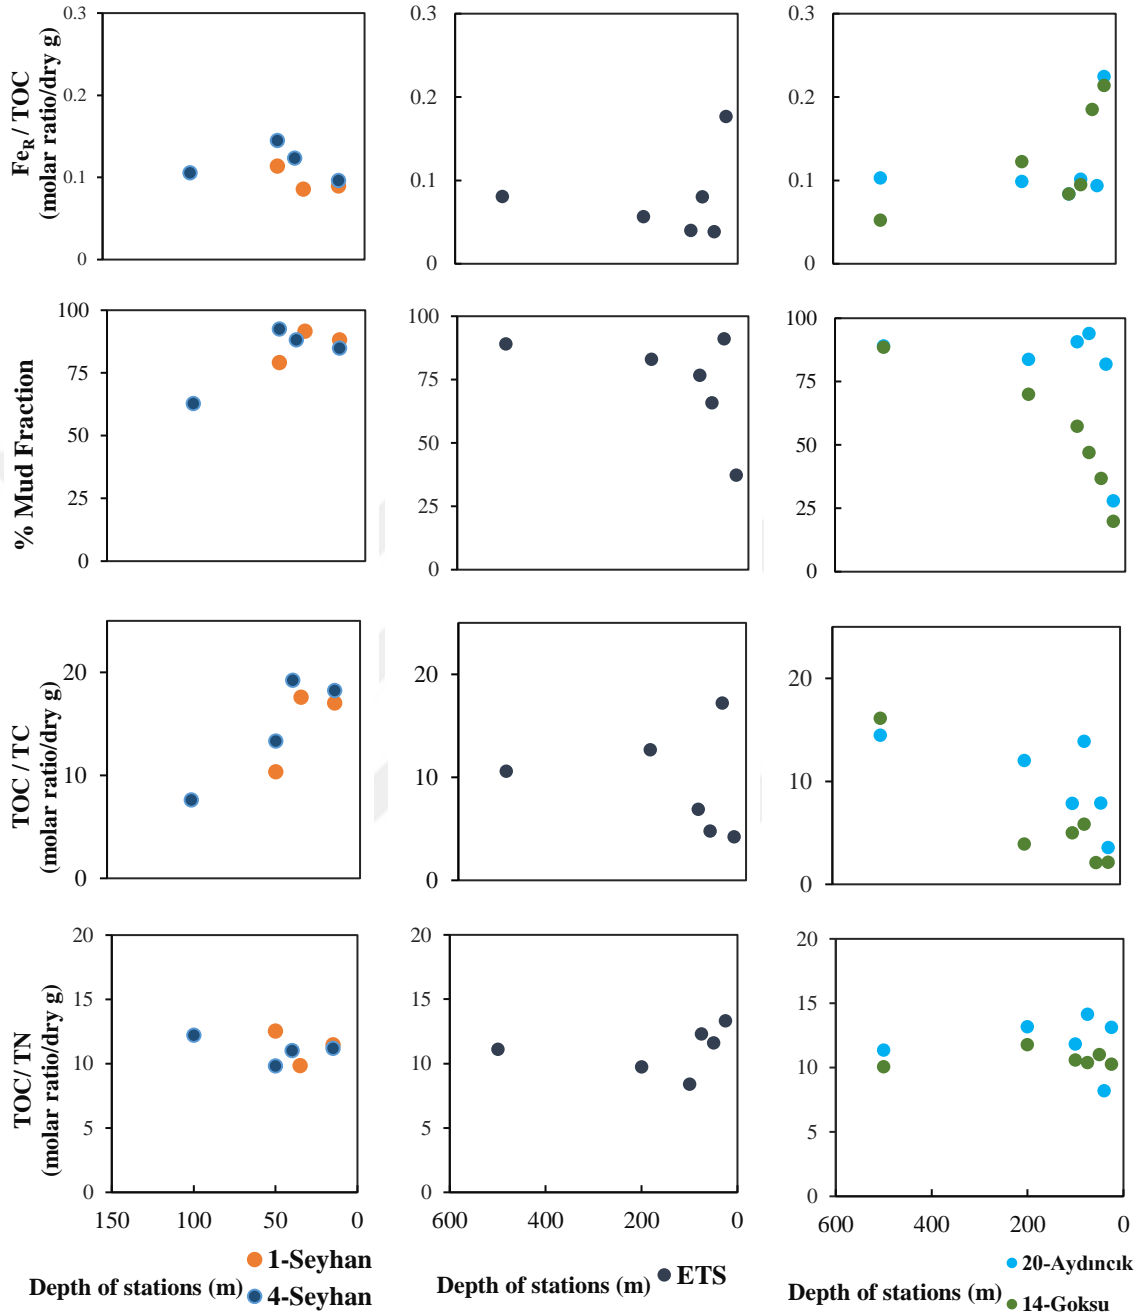 Fe_R / TOC
(molar ratio/dry g)
0.3
0.2
0.1
0
0.3
0.2
0.1
0
0.3
0.2
0.1
0
% Mud Fraction
100
75
50
25
0
100
75
50
25
0
100
75
50
25
0
TOC / TC
(molar ratio/dry g)
20
10
0
20
10
0
20
10
0
TOC/ TN
(molar ratio/dry g)
20
15
10
5
0
20
15
10
5
0
20
15
10
5
0
150 100 50 0
600 400 200 0
600 400 200 0
Depth of stations (m)
1-Seyhan
4-Seyhan
Depth of stations (m)
ETS
Depth of stations (m)
20-Aydıncık
14-Goksu